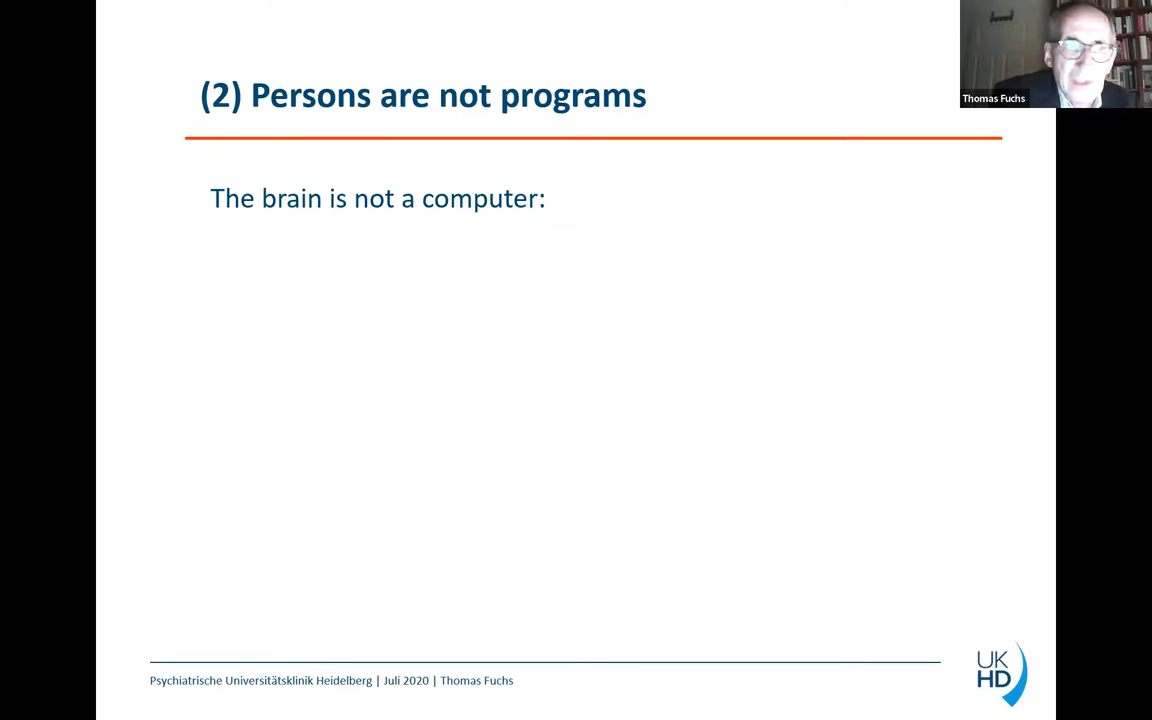 (2) Persons are not programs
Thomas Fuchs
The brain is not a computer:
Psychiatrische Universitätsklinik Heidelberg | Juli 2020 | Thomas Fuchs
UK
HD